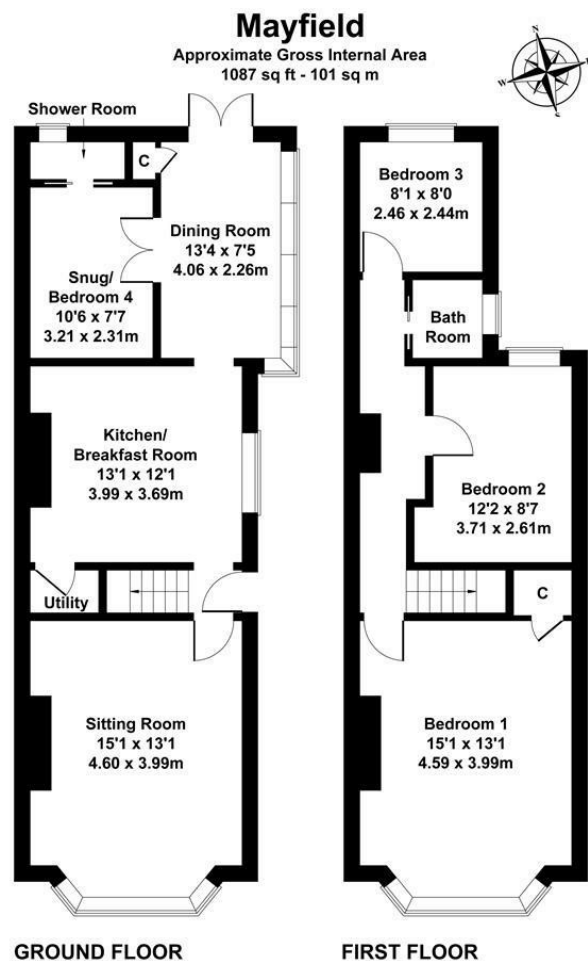 Mayfield
Approximate Gross Internal Area
1087 sq ft - 101 sq m
N
E
S
W
Shower Room
C
Dining Room
13'4 x 7'5
4.06 x 2.26m
Snug/
Bedroom 4
10'6 x 7'7
3.21 x 2.31m
Kitchen/
Breakfast Room
13'1 x 12'1
3.99 x 3.69m
Utility
Sitting Room
15'1 x 13'1
4.60 x 3.99m
GROUND FLOOR
Bedroom 3
8'1 x 8'0
2.46 x 2.44m
Bath
Room
Bedroom 2
12'2 x 8'7
3.71 x 2.61m
C
Bedroom 1
15'1 x 13'1
4.59 x 3.99m
FIRST FLOOR